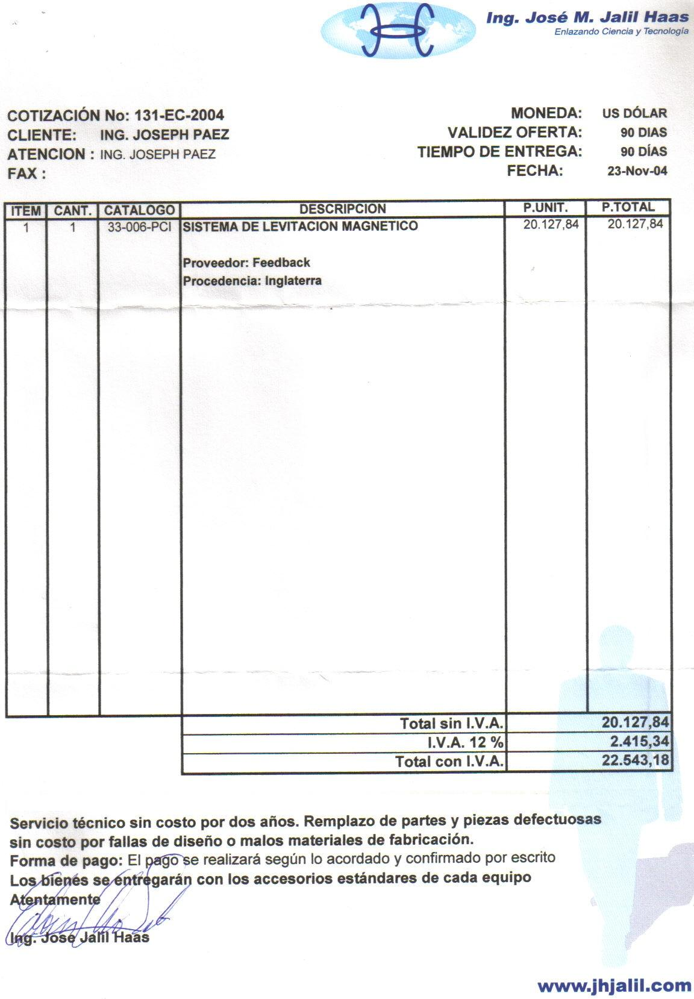 Ing. José M. Jalil Haas
Enlazando Ciencia y Tecnología
COTIZACIÓN No: 131-EC-2004
CLIENTE: ING. JOSEPH PAEZ
ATENCION : ING. JOSEPH PAEZ
FAX :
MONEDA: US DÓLAR
VALIDEZ OFERTA: 90 DIAS
TIEMPO DE ENTREGA: 90 DÍAS
FECHA: 23-Nov-04
ITEM CANT. CATALOGO DESCRIPCION P.UNIT. P.TOTAL
1 1 33-006-PCI SISTEMA DE LEVITACION MAGNETICO 20.127,84 20.127,84
Proveedor: Feedback
Procedencia: Inglaterra
Total sin I.V.A. 20.127,84
I.V.A. 12 % 2.415,34
Total con I.V.A. 22.543,18
Servicio técnico sin costo por dos años. Remplazo de partes y piezas defectuosas
sin costo por fallas de diseño o malos materiales de fabricación.
Forma de pago: El pago se realizará según lo acordado y confirmado por escrito
Los bienes se entregarán con los accesorios estándares de cada equipo
Atentamente
Ing. Jose Jalil Haas
www.jhjalil.com